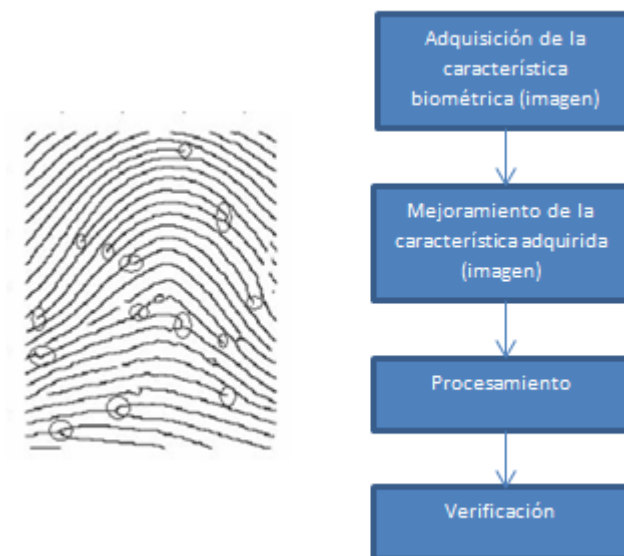 Adquisición de la
característica
biométrica (imagen)
Mejoramiento de la
característica adquirida
(imagen)
Procesamiento
Verificación